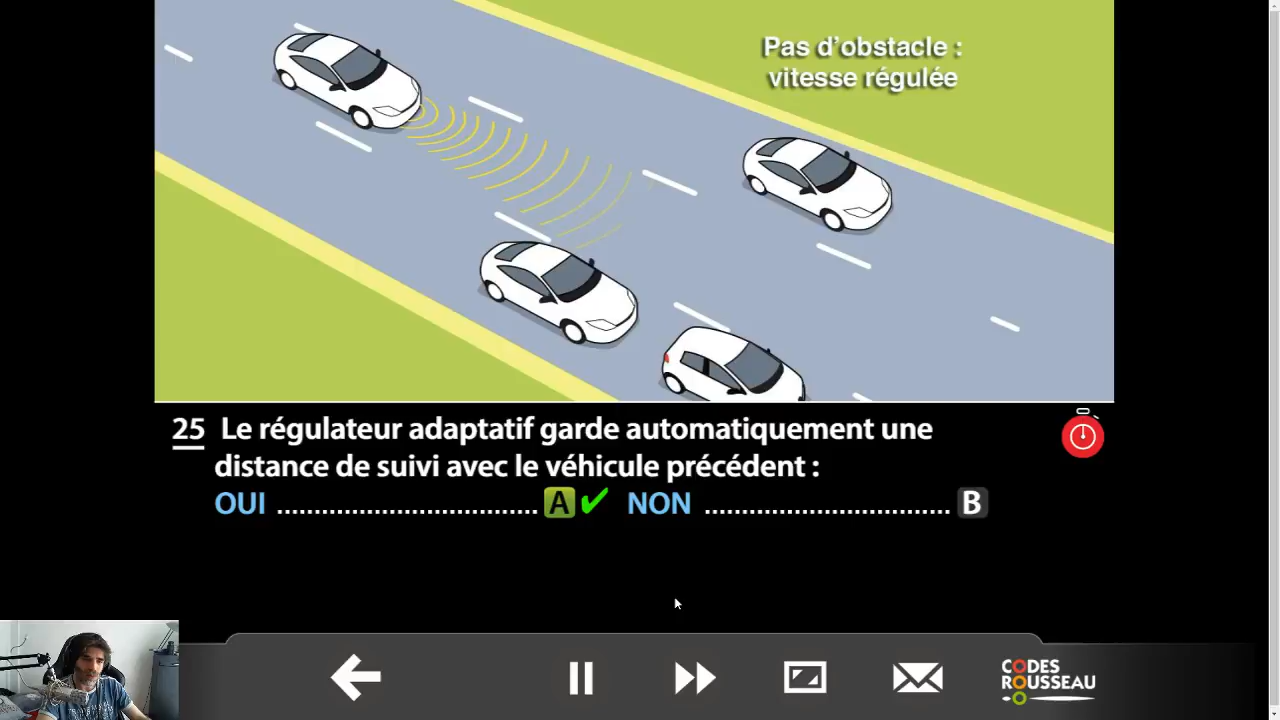 Pas d'obstacle :
vitesse régulée
25 Le régulateur adaptatif garde automatiquement une
distance de suivi avec le véhicule précédent :
OUI .................................. A ✔ NON ................................ B
CODES
ROUSSEAU